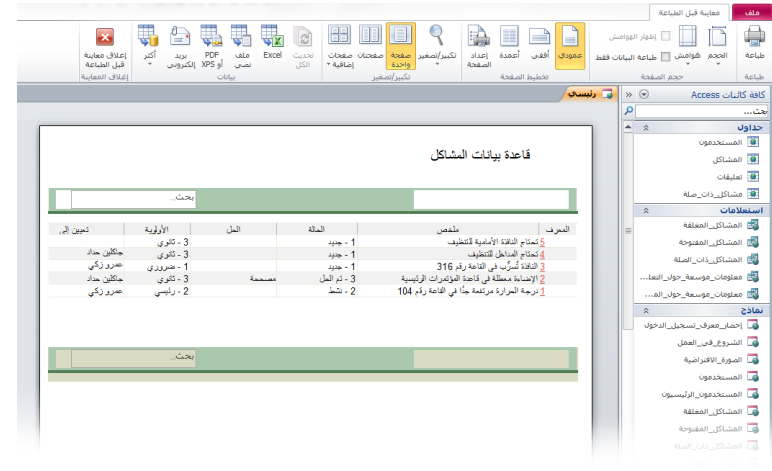 ملف
معاينة قبل الطباعة
طباعة
الحجم
هوامش
إظهار الهوامش
طباعة البيانات فقط
عمودي
أفقي
أعمدة
إعداد الصفحة
تكبير/تصغير
صفحة واحدة
صفحتان
صفحات إضافية
تحديث الكل
Excel
ملف نصي
PDF أو XPS
بريد إلكتروني
أكثر
إغلاق معاينة قبل الطباعة
طباعة
حجم الصفحة
تخطيط الصفحة
تكبير/تصغير
بيانات
إغلاق المعاينة
كافة كائنات Access
بحث...
جداول
المستخدمون
المشاكل
تعليقات
مشاكل_ذات_صلة
استعلامات
المشاكل_المغلقة
المشاكل_المفتوحة
المشاكل_ذات_الصلة
معلومات_موسعة_حول_التعا...
معلومات_موسعة_حول_الم...
نماذج
إحضار_معرف_تسجيل_الدخول
الشروع_في_العمل
الصورة_الافتراضية
المستخدمون
المستخدمون_الرئيسيون
المشاكل_المغلقة
المشاكل_المفتوحة
المشاكل_ذات_الصلة
رئيسي
قاعدة بيانات المشاكل
بحث...
المعرف ملخص الحالة الحل الأولوية تعيين إلى
5 تحتاج النافذة الأمامية للتنظيف 1 - جديد 3 - ثانوي
4 تحتاج المداخل للتنظيف 1 - جديد 3 - ثانوي جاكلين حداد
3 النافذة تُسرِّب في القاعة رقم 316 1 - جديد 1 - ضروري عمرو زكي
2 الإضاءة معطلة في قاعدة المؤتمرات الرئيسية 3 - تم الحل مصححة 3 - ثانوي جاكلين حداد
1 درجة الحرارة مرتفعة جدًا في القاعة رقم 104 2 - نشط 2 - رئيسي عمرو زكي
بحث...